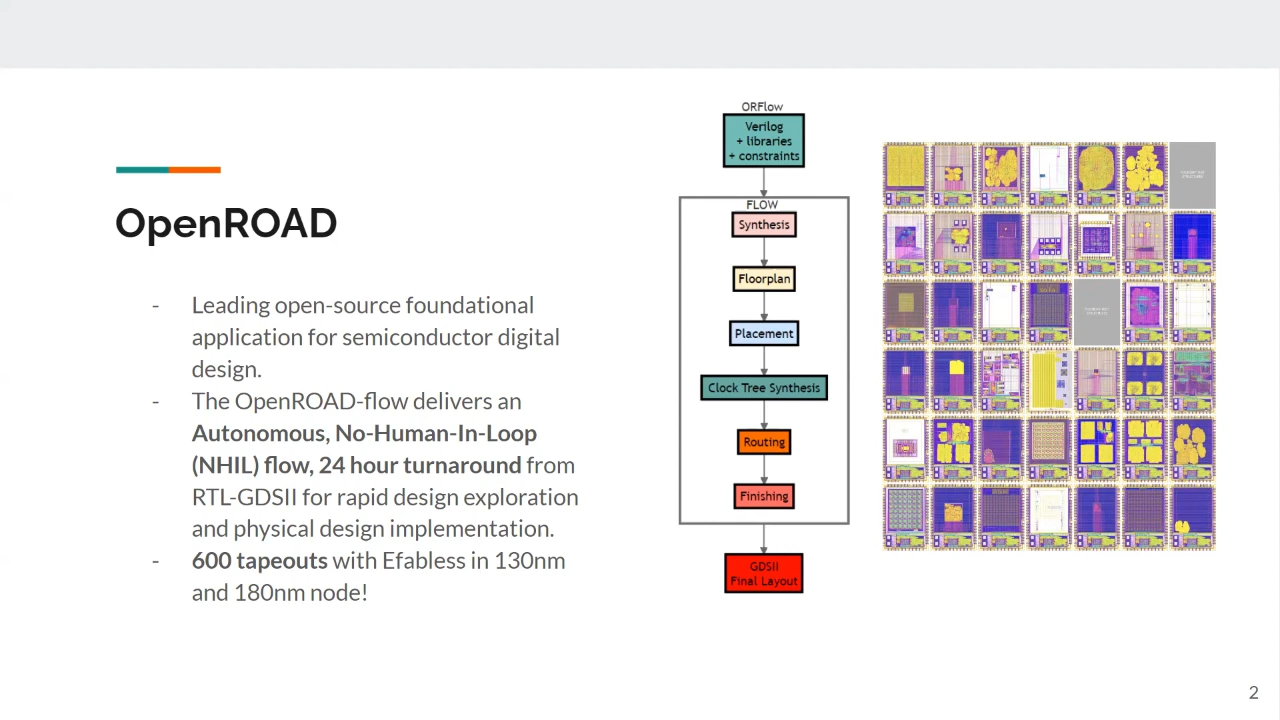 OpenROAD
- Leading open-source foundational
application for semiconductor digital
design.
- The OpenROAD-flow delivers an
Autonomous, No-Human-In-Loop
(NHIL) flow, 24 hour turnaround from
RTL-GDSII for rapid design exploration
and physical design implementation.
- 600 tapeouts with Efabless in 130nm
and 180nm node!
ORFlow
Verilog
+ libraries
+ constraints
FLOW
Synthesis
Floorplan
Placement
Clock Tree Synthesis
Routing
Finishing
GDSII
Final Layout
2